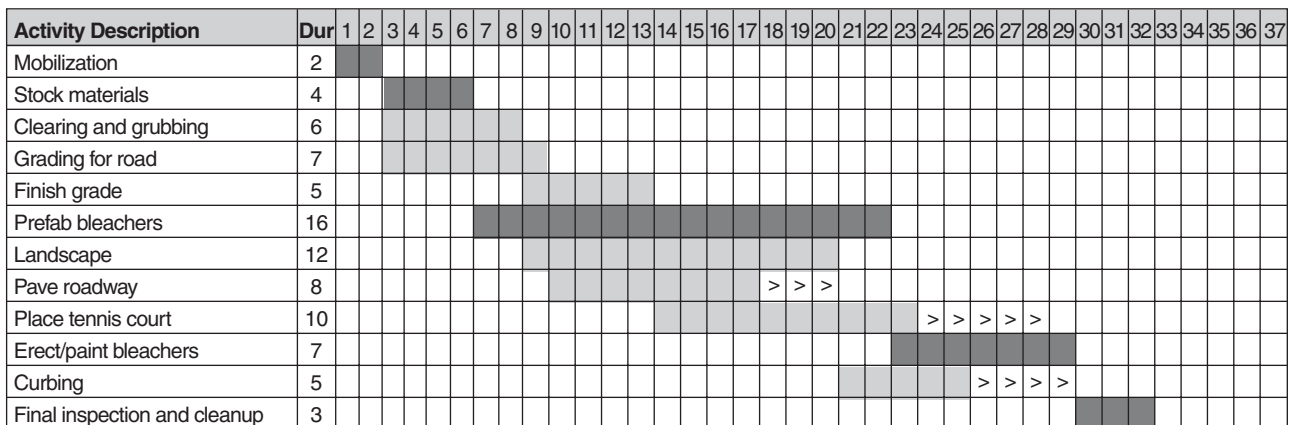 Activity Description Dur 1 2 3 4 5 6 7 8 9 10 11 12 13 14 15 16 17 18 19 20 21 22 23 24 25 26 27 28 29 30 31 32 33 34 35 36 37
Mobilization 2
Stock materials 4
Clearing and grubbing 6
Grading for road 7
Finish grade 5
Prefab bleachers 16
Landscape 12
Pave roadway 8 > > >
Place tennis court 10 > > > > >
Erect/paint bleachers 7
Curbing 5 > > > >
Final inspection and cleanup 3